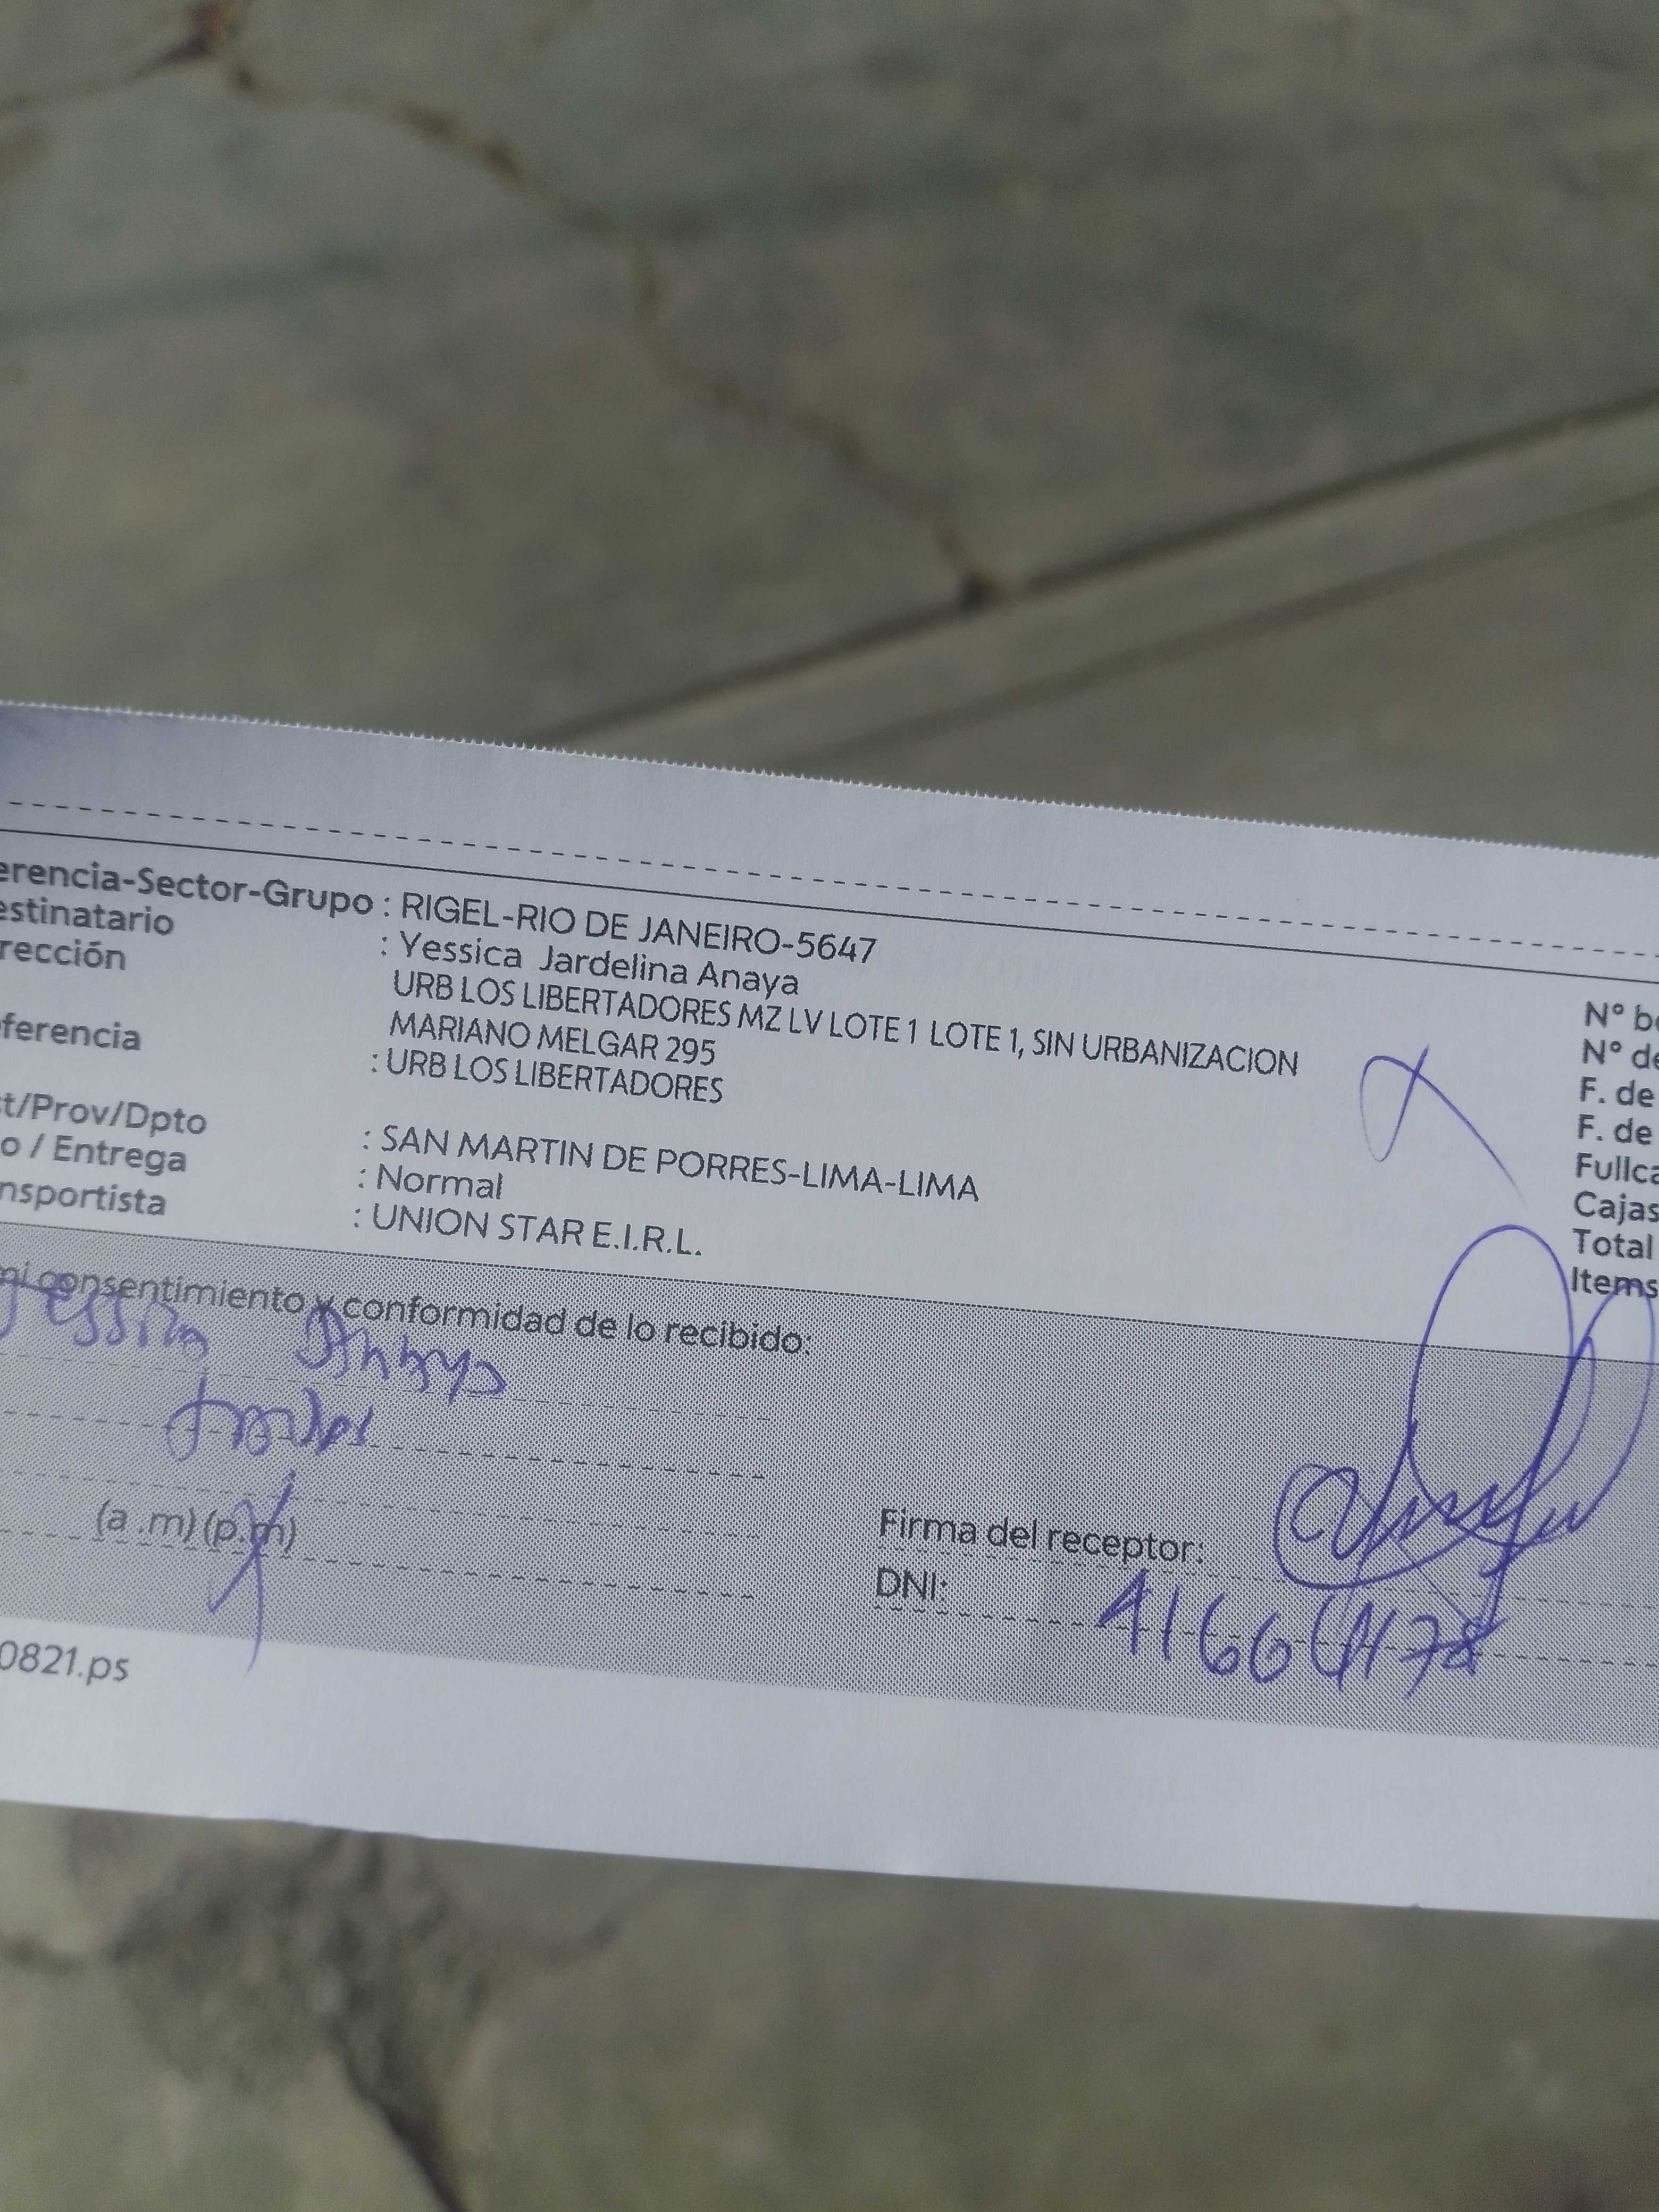 erencia-Sector-Grupo : RIGEL-RIO DE JANEIRO-5647
estinatario : Yessica Jardelina Anaya
rección URB LOS LIBERTADORES MZ LV LOTE 1 LOTE 1, SIN URBANIZACION
MARIANO MELGAR 295
ferencia : URB LOS LIBERTADORES
t/Prov/Dpto : SAN MARTIN DE PORRES-LIMA-LIMA
o / Entrega : Normal
nsportista : UNION STAR E.I.R.L.
N° b
N° de
F. de
F. de
Fullca
Cajas
Total
Items
mi consentimiento y conformidad de lo recibido:
Yessica Anaya
(a .m) (p.m)
Firma del receptor:
DNI:
0821.ps